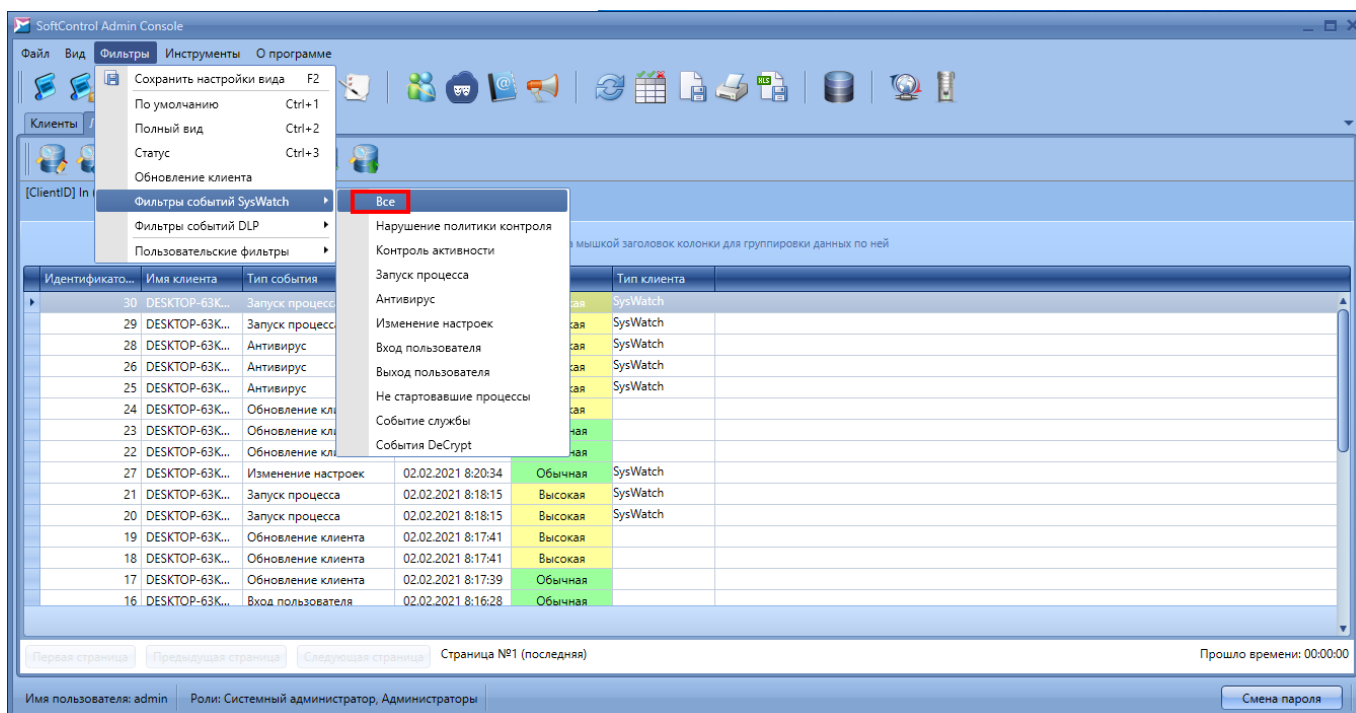 SoftControl Admin Console
Файл Вид Фильтры Инструменты О программе
Сохранить настройки вида F2
По умолчанию Ctrl+1
Полный вид Ctrl+2
Статус Ctrl+3
Обновление клиента
Фильтры событий SysWatch
Фильтры событий DLP
Пользовательские фильтры
Все
Нарушение политики контроля
Контроль активности
Запуск процесса
Антивирус
Изменение настроек
Вход пользователя
Выход пользователя
Не стартовавшие процессы
Событие службы
События DeCrypt
XLS
Клиенты
[ClientID] In
мышкой заголовок колонки для группировки данных по ней
Идентификато... Имя клиента Тип события Тип клиента
30 DESKTOP-63K... Запуск процесс SysWatch
29 DESKTOP-63K... Запуск процесс SysWatch
28 DESKTOP-63K... Антивирус SysWatch
26 DESKTOP-63K... Антивирус SysWatch
25 DESKTOP-63K... Антивирус SysWatch
24 DESKTOP-63K... Обновление кл
23 DESKTOP-63K... Обновление кл
22 DESKTOP-63K... Обновление кл
27 DESKTOP-63K... Изменение настроек 02.02.2021 8:20:34 Обычная SysWatch
21 DESKTOP-63K... Запуск процесса 02.02.2021 8:18:15 Высокая SysWatch
20 DESKTOP-63K... Запуск процесса 02.02.2021 8:18:15 Высокая SysWatch
19 DESKTOP-63K... Обновление клиента 02.02.2021 8:17:41 Высокая
18 DESKTOP-63K... Обновление клиента 02.02.2021 8:17:41 Высокая
17 DESKTOP-63K... Обновление клиента 02.02.2021 8:17:39 Обычная
16 DESKTOP-63K... Вход пользователя 02.02.2021 8:16:28 Обычная
Первая страница Предыдущая страница Следующая страница Страница №1 (последняя) Прошло времени: 00:00:00
Имя пользователя: admin Роли: Системный администратор, Администраторы Смена пароля